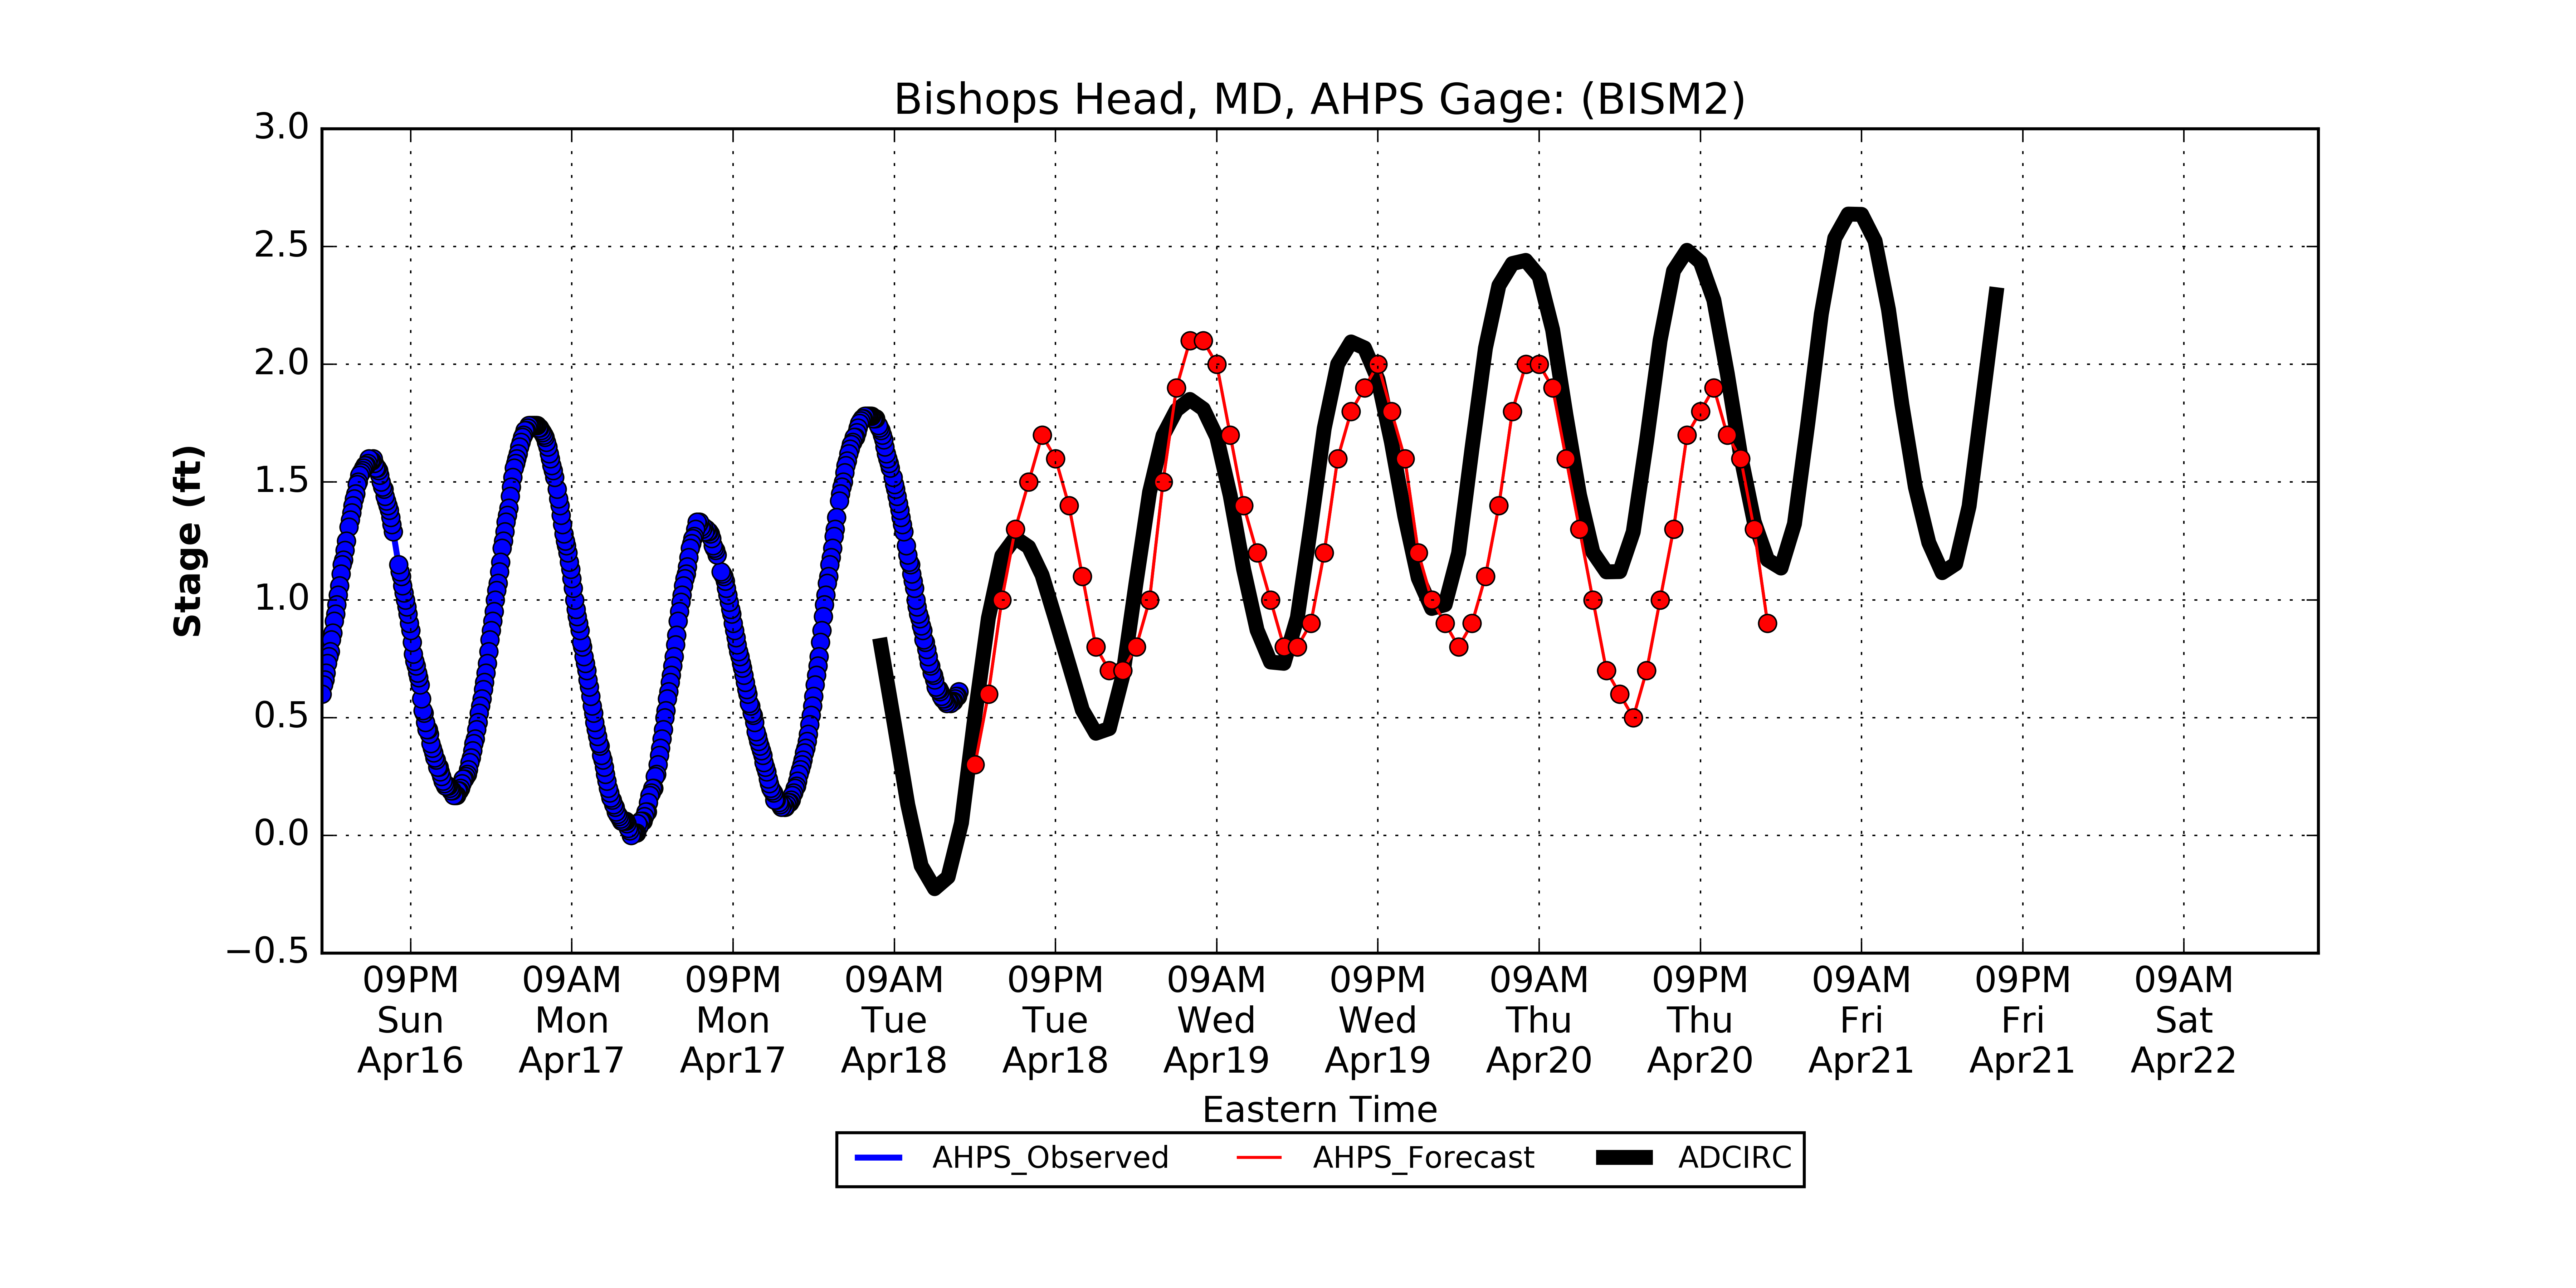 Bishops Head, MD, AHPS Gage: (BISM2)
3.0
2.5
2.0
1.5
1.0
0.5
0.0
−0.5
Stage (ft)
09PM 09AM 09PM 09AM 09PM 09AM 09PM 09AM 09PM 09AM 09PM 09AM
Sun Mon Mon Tue Tue Wed Wed Thu Thu Fri Fri Sat
Apr16 Apr17 Apr17 Apr18 Apr18 Apr19 Apr19 Apr20 Apr20 Apr21 Apr21 Apr22
Eastern Time
AHPS_Observed AHPS_Forecast ADCIRC